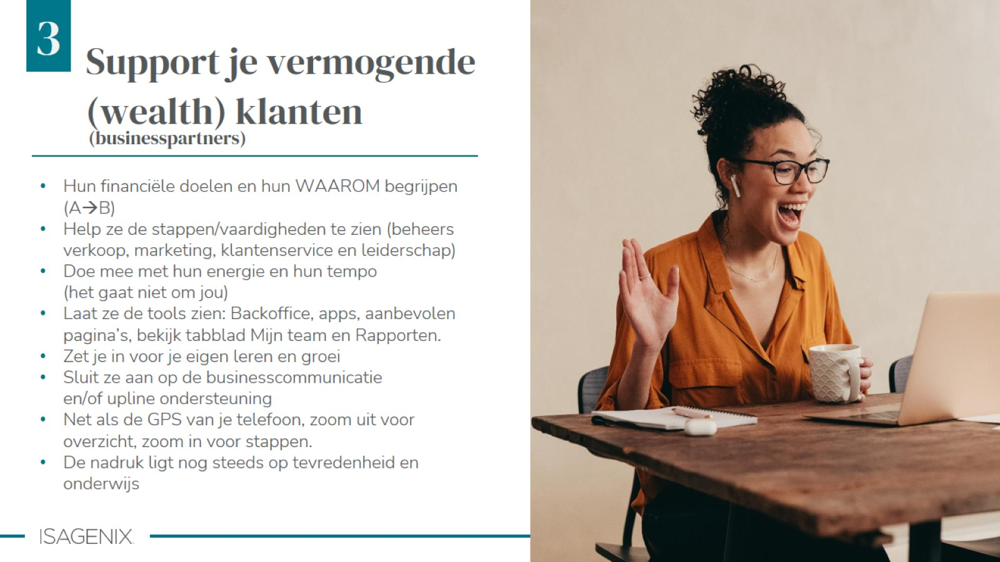 3
Support je vermogende
(wealth) klanten
(businesspartners)
• Hun financiële doelen en hun WAAROM begrijpen
(A→B)
• Help ze de stappen/vaardigheden te zien (beheers
verkoop, marketing, klantenservice en leiderschap)
• Doe mee met hun energie en hun tempo
(het gaat niet om jou)
• Laat ze de tools zien: Backoffice, apps, aanbevolen
pagina’s, bekijk tabblad Mijn team en Rapporten.
• Zet je in voor je eigen leren en groei
• Sluit ze aan op de businesscommunicatie
en/of upline ondersteuning
• Net als de GPS van je telefoon, zoom uit voor
overzicht, zoom in voor stappen.
• De nadruk ligt nog steeds op tevredenheid en
onderwijs
ISAGENIX